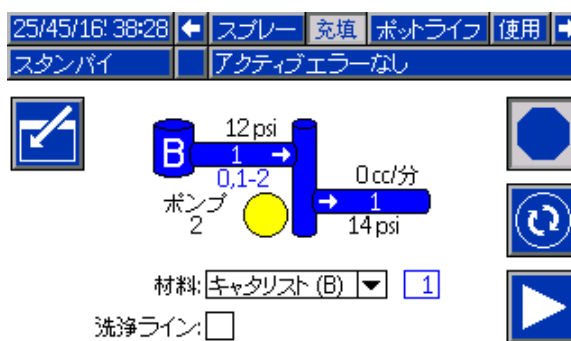 25/45/16! 38:28 スプレー 充填 ポットライフ 使用
スタンバイ アクティブエラーなし
12 psi
B 1
0,1-2
0 cc/分
ポンプ 2
1
14 psi
材料: キャタリスト (B) 1
洗浄ライン: